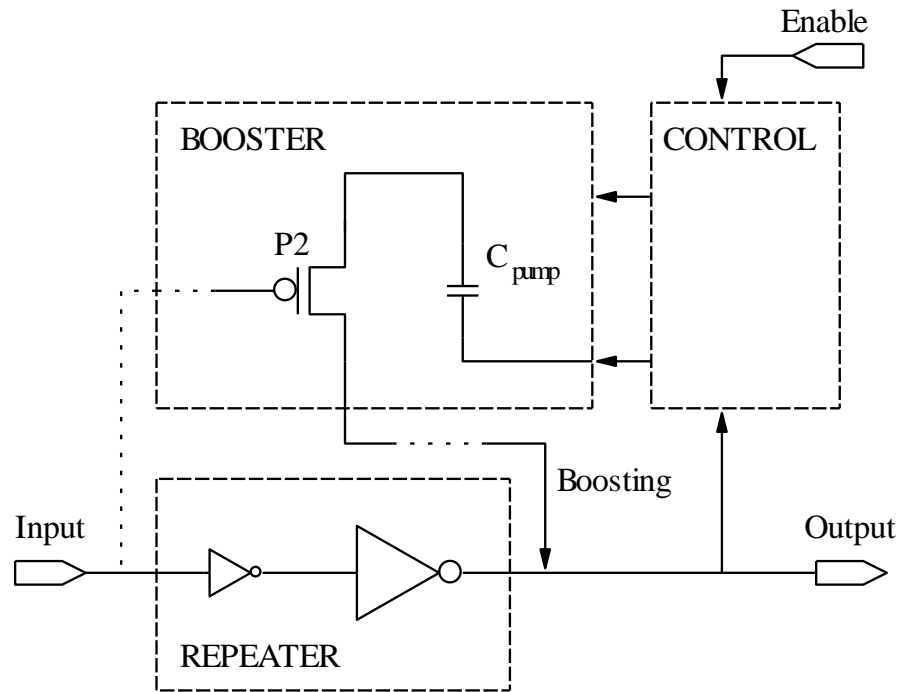 Enable
BOOSTER
CONTROL
P2
C pump
Boosting
Input
Output
REPEATER